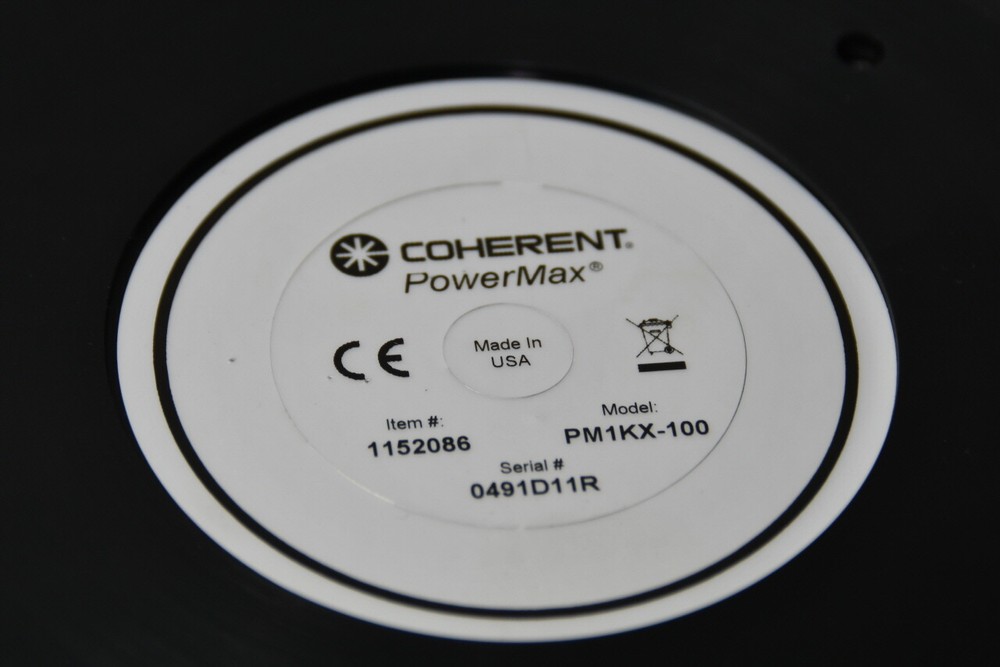 COHERENT®
PowerMax®
CE
Made In
USA
Item #:
1152086
Model:
PM1KX-100
Serial #
0491D11R